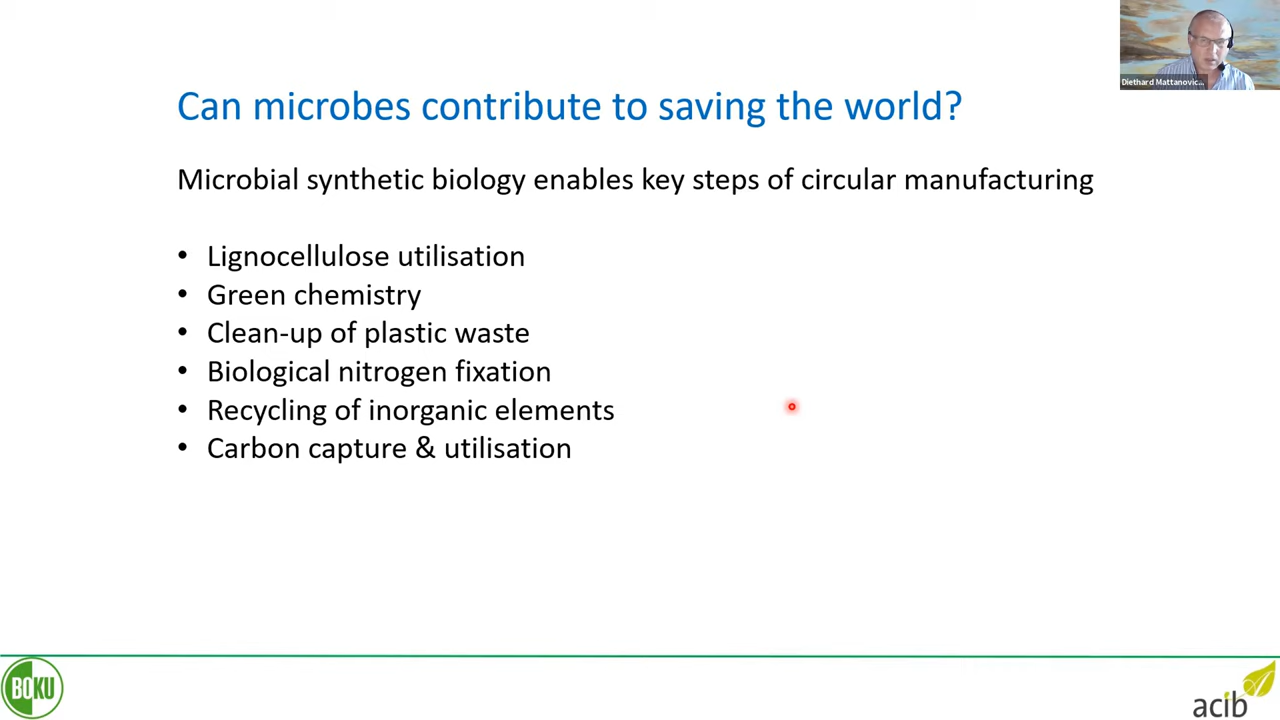 Diethard Mattanovic...
Can microbes contribute to saving the world?
Microbial synthetic biology enables key steps of circular manufacturing
• Lignocellulose utilisation
• Green chemistry
• Clean-up of plastic waste
• Biological nitrogen fixation
• Recycling of inorganic elements
• Carbon capture & utilisation
BOKU
acib